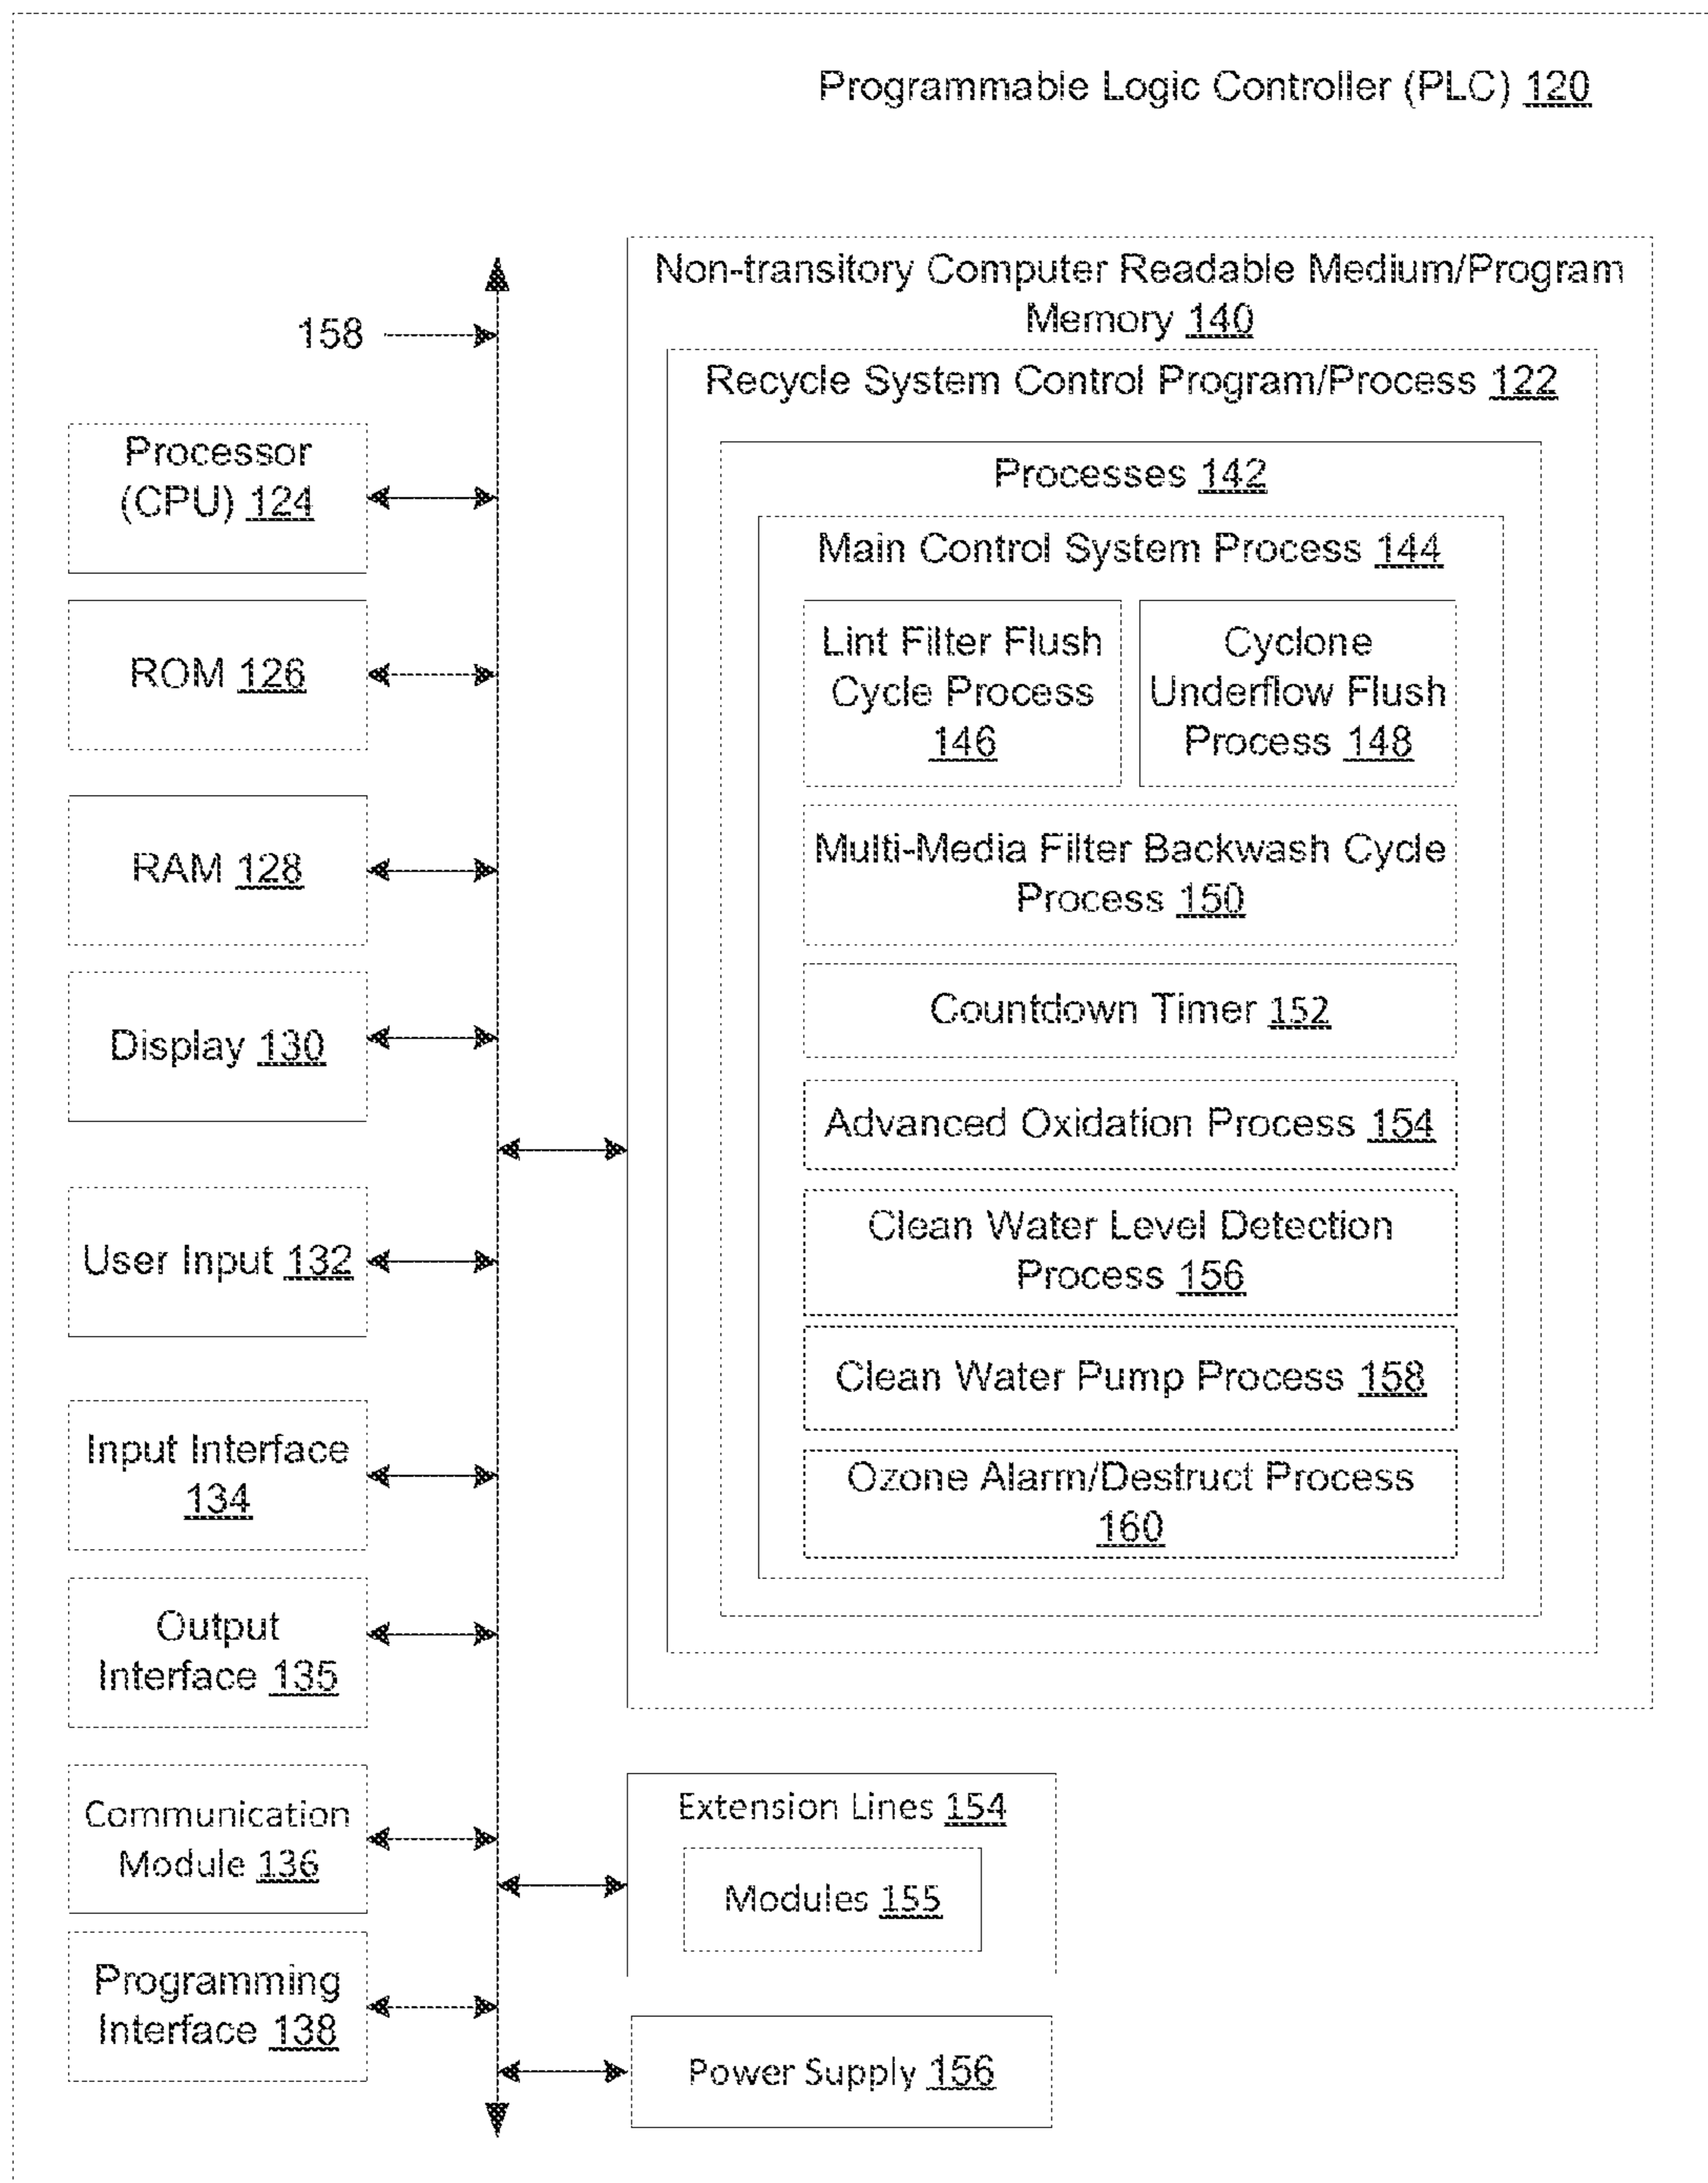 Programmable Logic Controller (PLC) 120
158
Processor
(CPU) 124
ROM 126
RAM 128
Display 130
User Input 132
Input Interface
134
Output
Interface 135
Communication
Module 136
Programming
Interface 138
Non-transitory Computer Readable Medium/Program
Memory 140
Recycle System Control Program/Process 122
Processes 142
Main Control System Process 144
Lint Filter Flush
Cycle Process
146
Cyclone
Underflow Flush
Process 148
Multi-Media Filter Backwash Cycle
Process 150
Countdown Timer 152
Advanced Oxidation Process 154
Clean Water Level Detection
Process 156
Clean Water Pump Process 158
Ozone Alarm/Destruct Process
160
Extension Lines 154
Modules 155
Power Supply 156